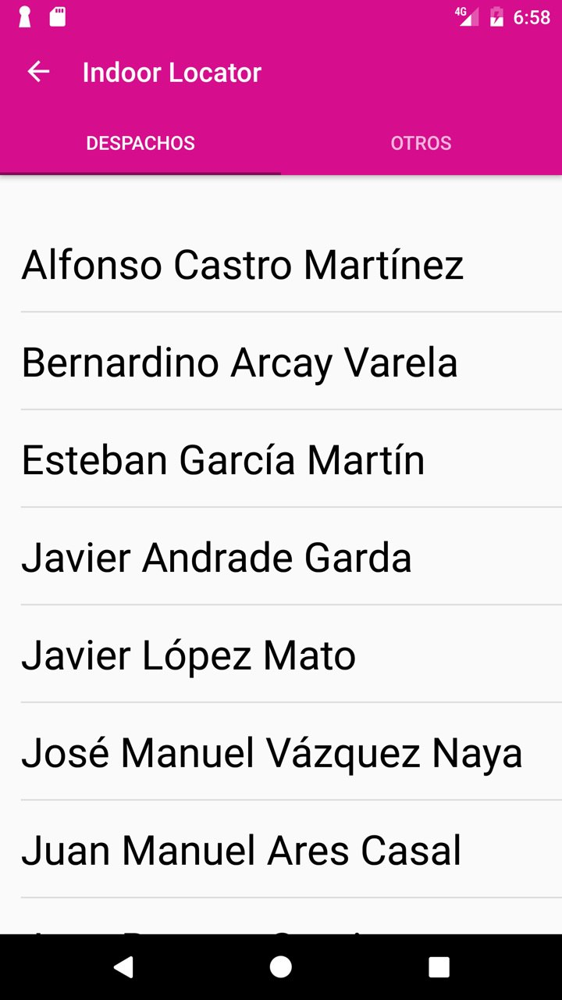 4G 6:58
Indoor Locator
DESPACHOS OTROS
Alfonso Castro Martínez
Bernardino Arcay Varela
Esteban García Martín
Javier Andrade Garda
Javier López Mato
José Manuel Vázquez Naya
Juan Manuel Ares Casal